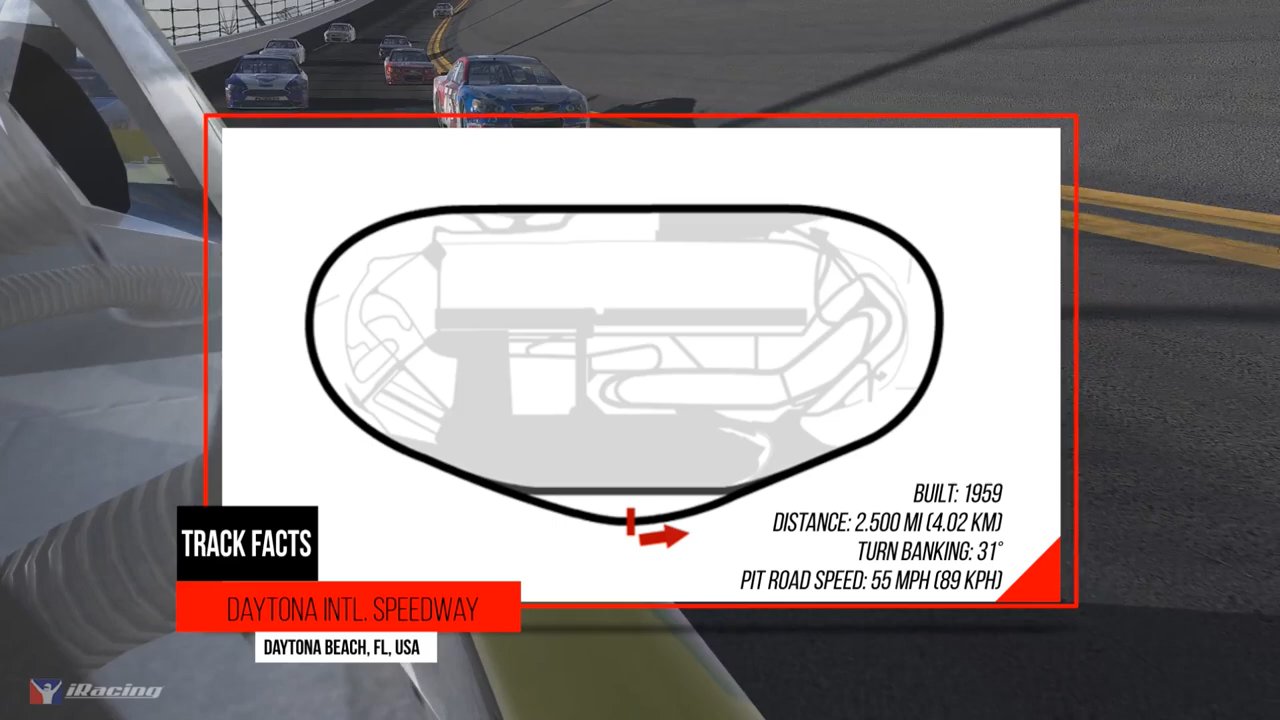 BUILT: 1959
DISTANCE: 2.500 MI (4.02 KM)
TURN BANKING: 31°
PIT ROAD SPEED: 55 MPH (89 KPH)
TRACK FACTS
DAYTONA INTL. SPEEDWAY
DAYTONA BEACH, FL, USA
iRacing